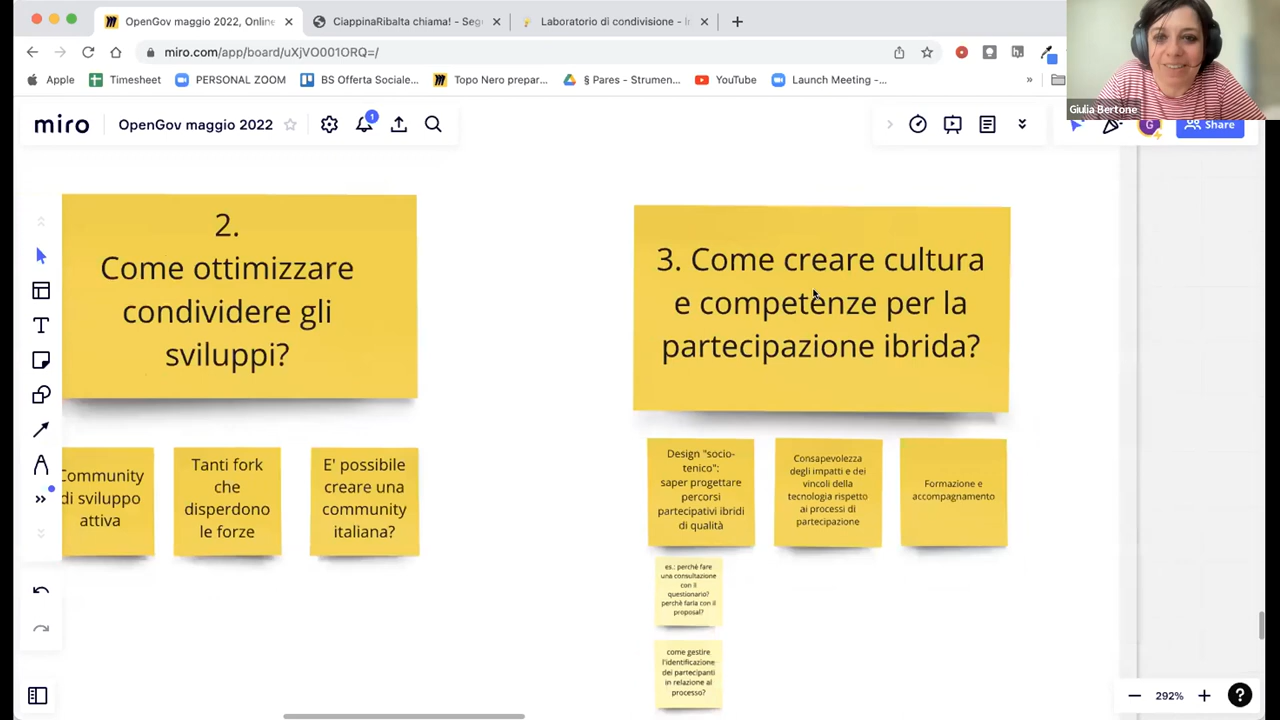 OpenGov maggio 2022, Online
CiappinaRibalta chiama! - Seg
Laboratorio di condivisione - I
miro.com/app/board/uXjVO001ORQ=/
Apple
Timesheet
PERSONAL ZOOM
BS Offerta Sociale...
Topo Nero prepar...
§ Pares - Strumen...
YouTube
Launch Meeting -...
»
Giulia Bertone
miro
OpenGov maggio 2022
1
G
Share
2.
Come ottimizzare
condividere gli
sviluppi?
3. Come creare cultura
e competenze per la
partecipazione ibrida?
Community
di sviluppo
attiva
Tanti fork
che
disperdono
le forze
E' possibile
creare una
community
italiana?
Design "socio-
tenico":
saper progettare
percorsi
partecipativi ibridi
di qualità
Consapevolezza
degli impatti e dei
vincoli della
tecnologia rispetto
ai processi di
partecipazione
Formazione e
accompagnamento
es.: perché fare
una consultazione
con il
questionario?
perchè farla con il
proposal?
come gestire
l'identificazione
dei partecipanti
in relazione al
processo?
292%